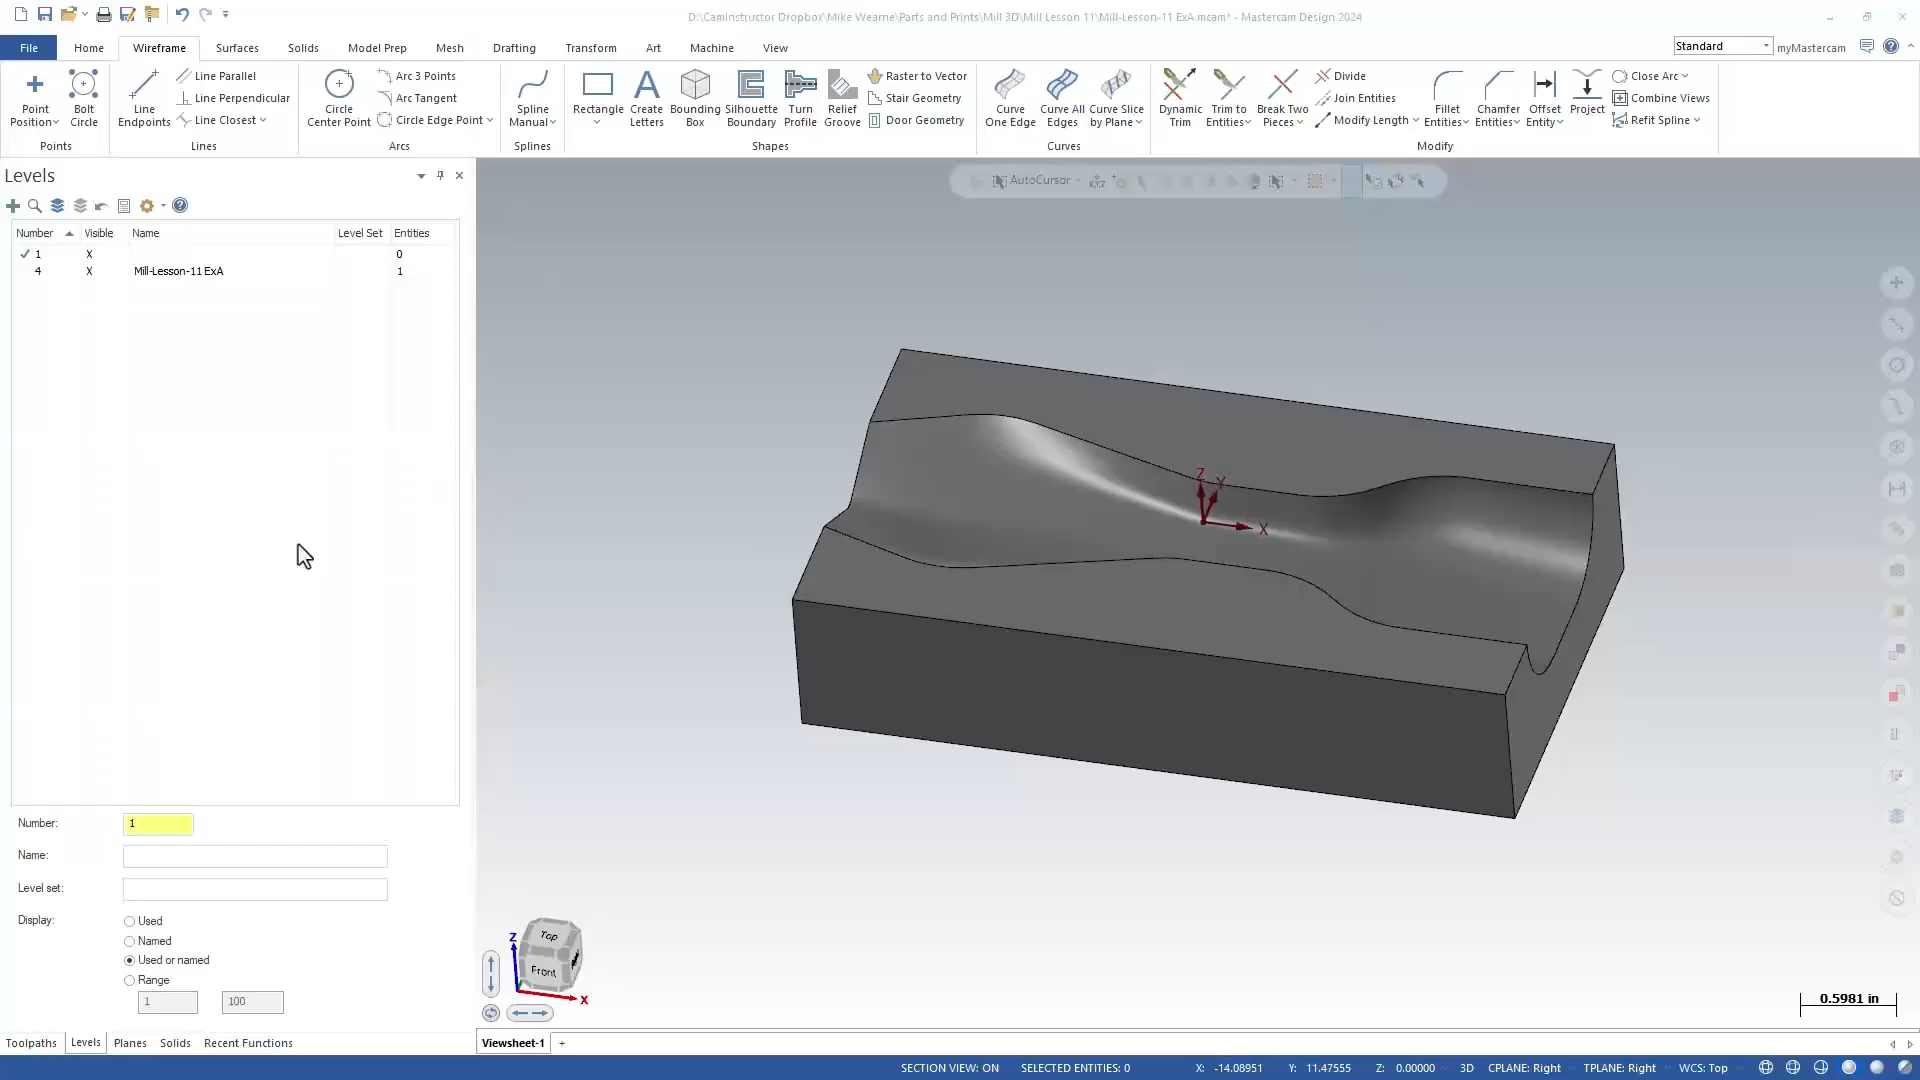 D:\Caminstructor Dropbox\Mike Wearne\Parts and Prints\Mill 3D\Mill Lesson 11\Mill-Lesson-11 ExA.mcam* - Mastercam Design 2024
File Home Wireframe Surfaces Solids Model Prep Mesh Drafting Transform Art Machine View Standard myMastercam
Point Position Bolt Circle
Points
Line Endpoints
Line Parallel
Line Perpendicular
Line Closest
Lines
Circle Center Point
Arc 3 Points
Arc Tangent
Circle Edge Point
Arcs
Spline Manual
Splines
Rectangle Create Letters Bounding Box Silhouette Boundary Turn Profile Relief Groove
Raster to Vector
Stair Geometry
Door Geometry
Shapes
Curve One Edge Curve All Edges Curve Slice by Plane
Curves
Dynamic Trim Trim to Entities Break Two Pieces
Divide
Join Entities
Modify Length
Fillet Entities Chamfer Entities Offset Entity Project
Close Arc
Combine Views
Refit Spline
Modify
Levels
Number Visible Name Level Set Entities
1 X 0
4 X Mill-Lesson-11 ExA 1
Number: 1
Name:
Level set:
Display:
Used
Named
Used or named
Range
1 100
Toolpaths Levels Planes Solids Recent Functions
AutoCursor
Z
Y
X
Top
Front
Z
X
0.5981 in
Viewsheet-1 +
SECTION VIEW: ON SELECTED ENTITIES: 0 X: -14.08951 Y: 11.47555 Z: 0.00000 3D CPLANE: Right TPLANE: Right WCS: Top